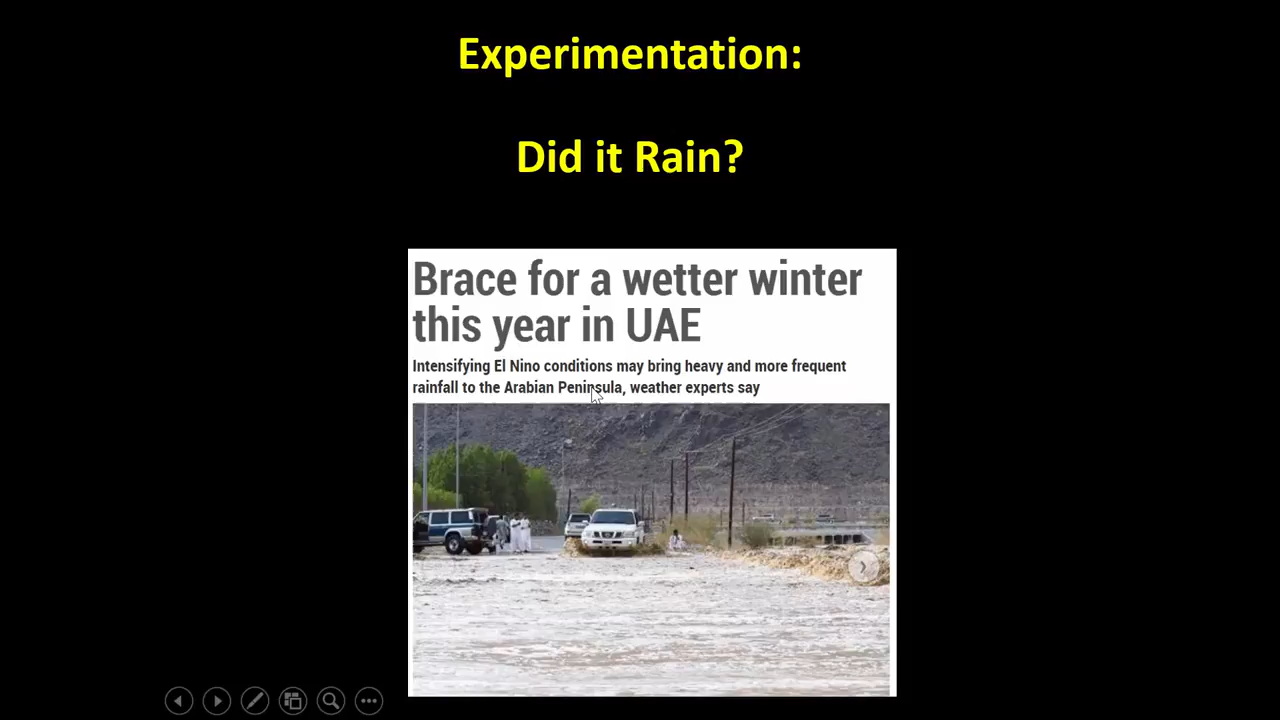 Experimentation:
Did it Rain?
Brace for a wetter winter
this year in UAE
Intensifying El Nino conditions may bring heavy and more frequent
rainfall to the Arabian Peninsula, weather experts say